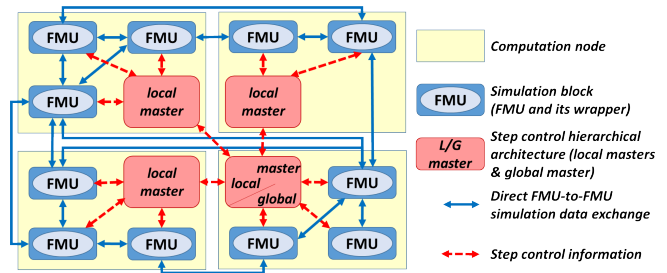 FMU
FMU
FMU
FMU
FMU
local
master
local
master
FMU
FMU
FMU
local
master
master
local
global
FMU
FMU
FMU
Computation node
FMU
Simulation block
(FMU and its wrapper)
L/G
master
Step control hierarchical
architecture (local masters
& global master)
Direct FMU-to-FMU
simulation data exchange
Step control information